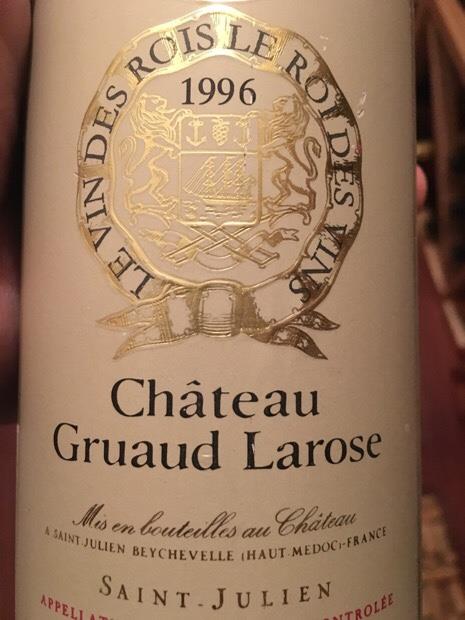 LE VIN DES ROIS LE ROI DES VINS
1996
Château
Gruaud Larose
Mis en bouteilles au Château
A SAINT-JULIEN BEYCHEVELLE (HAUT-MEDOC)-FRANCE
SAINT-JULIEN